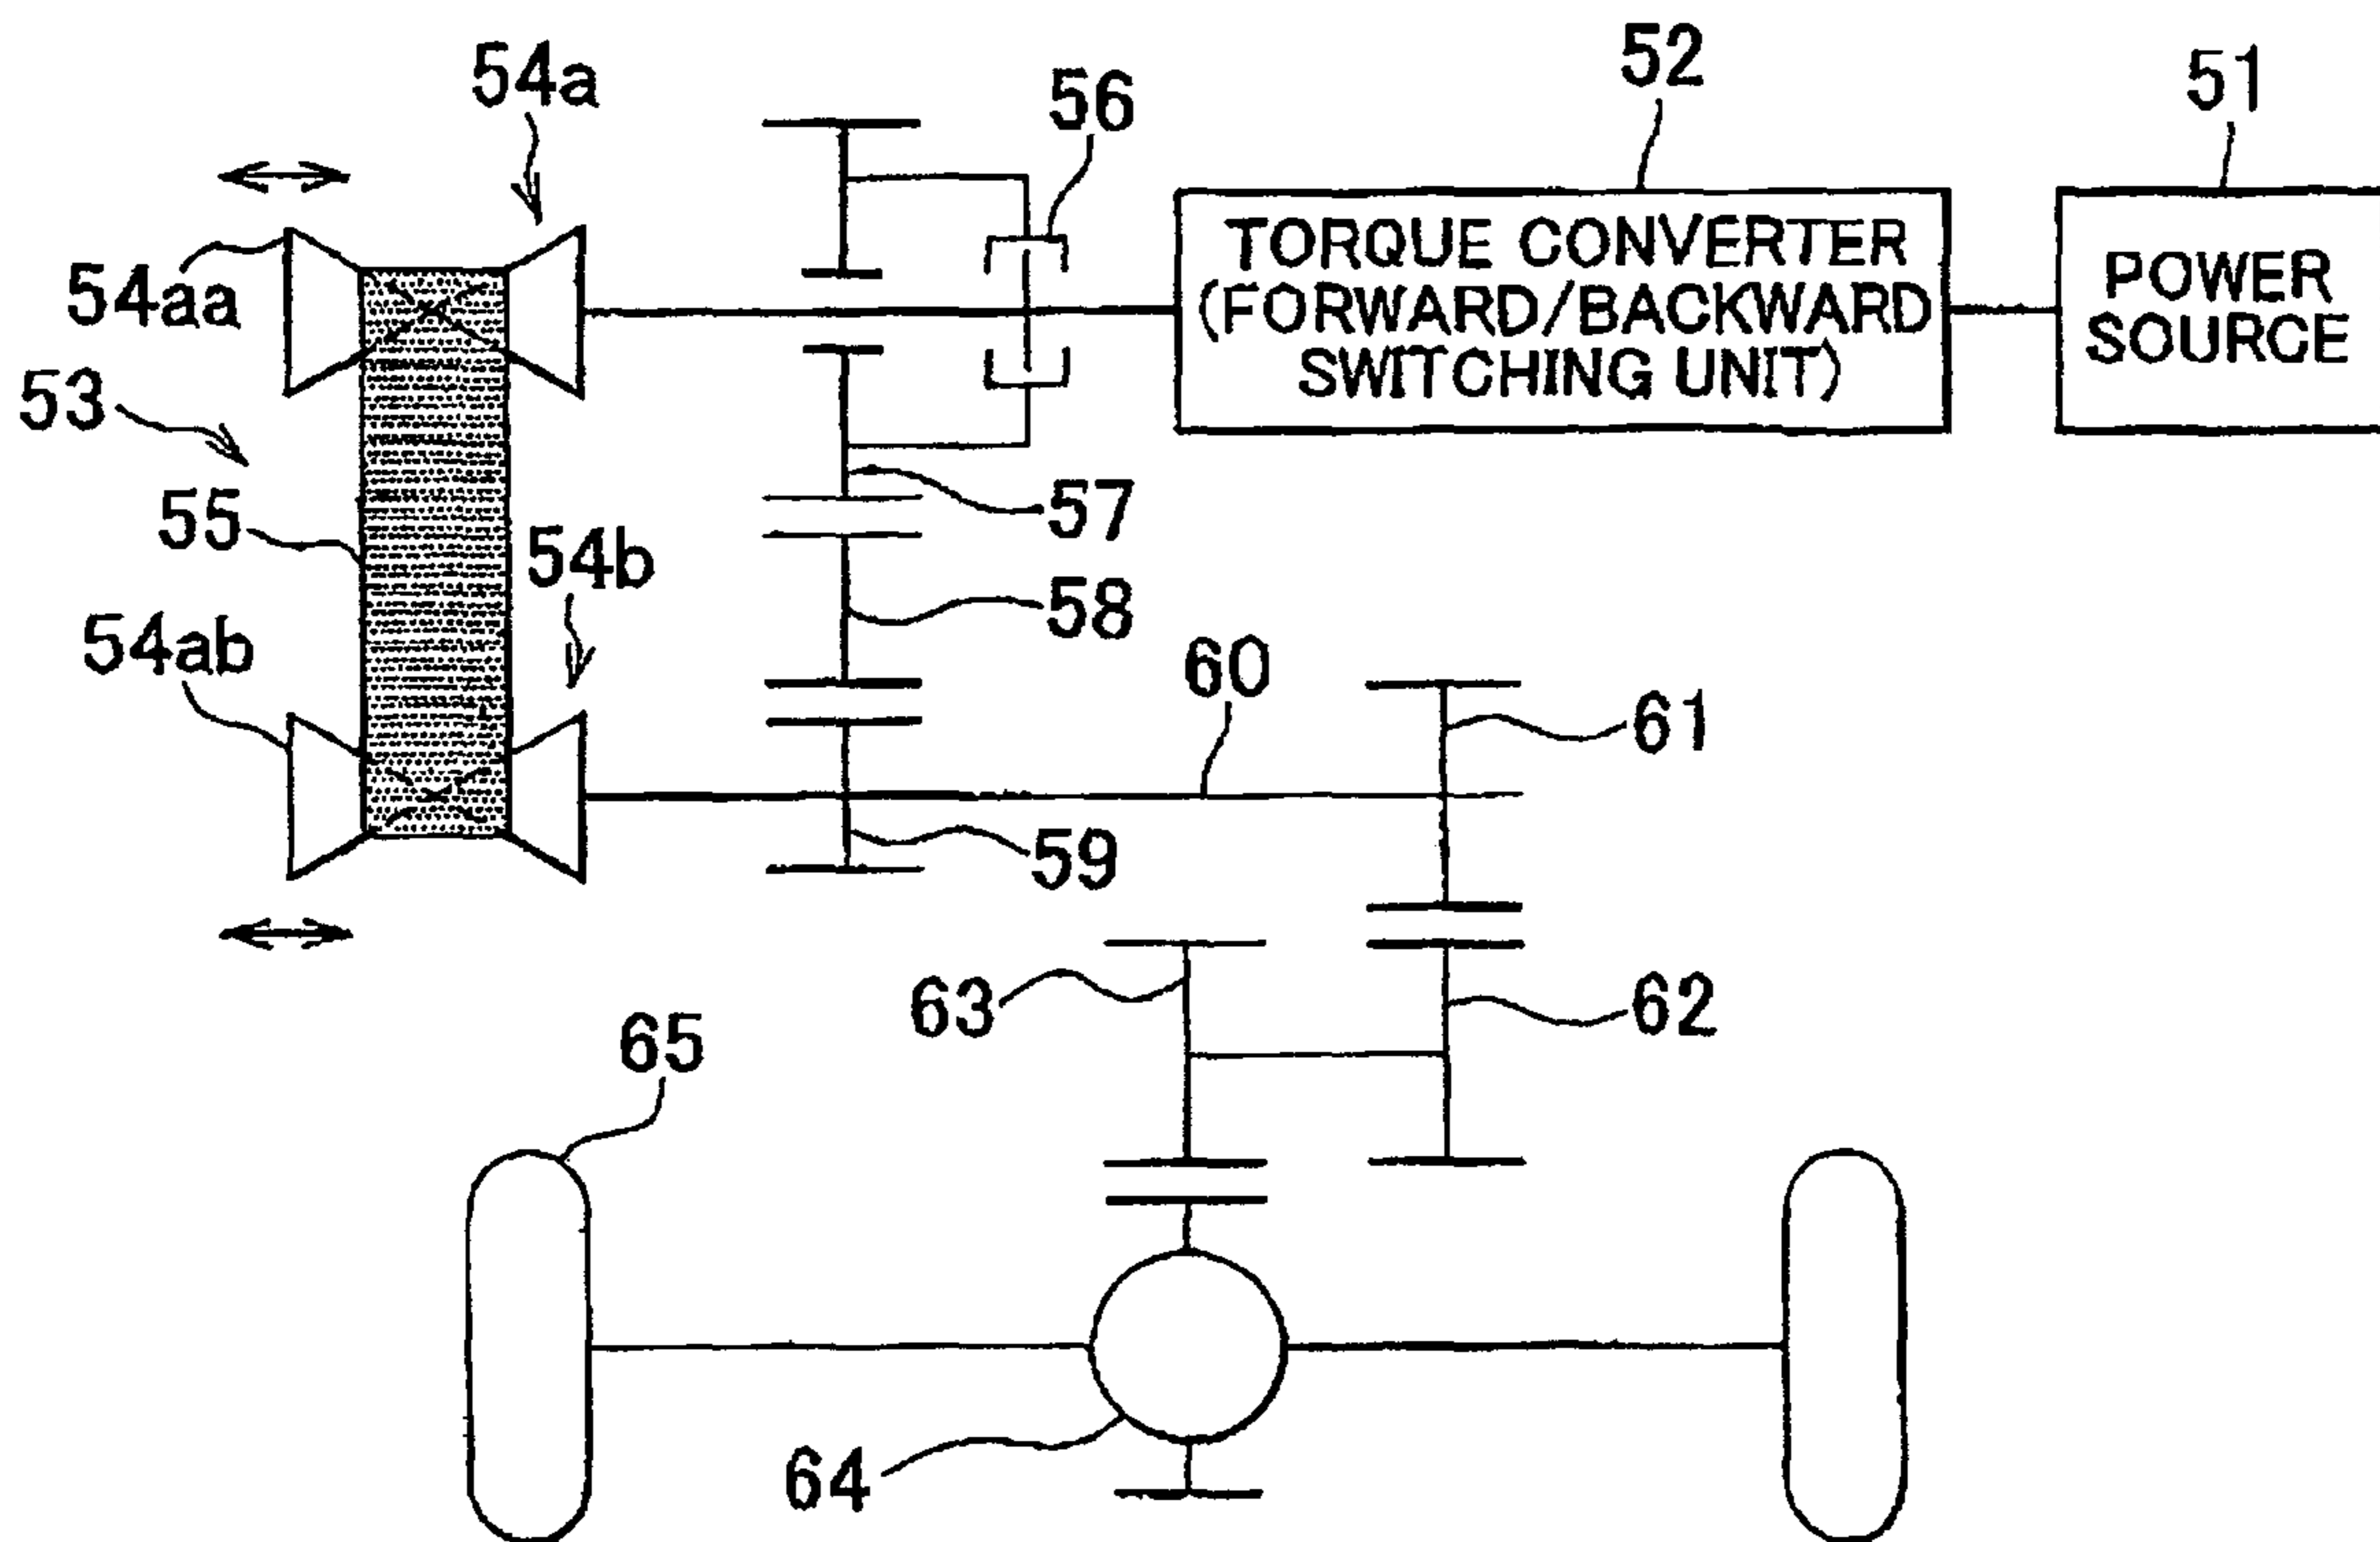 52
51
54a
56
TORQUE CONVERTER
(FORWARD/BACKWARD
SWITCHING UNIT)
POWER
SOURCE
54aa
53
55
57
54b
58
54ab
60
61
59
63
62
65
64